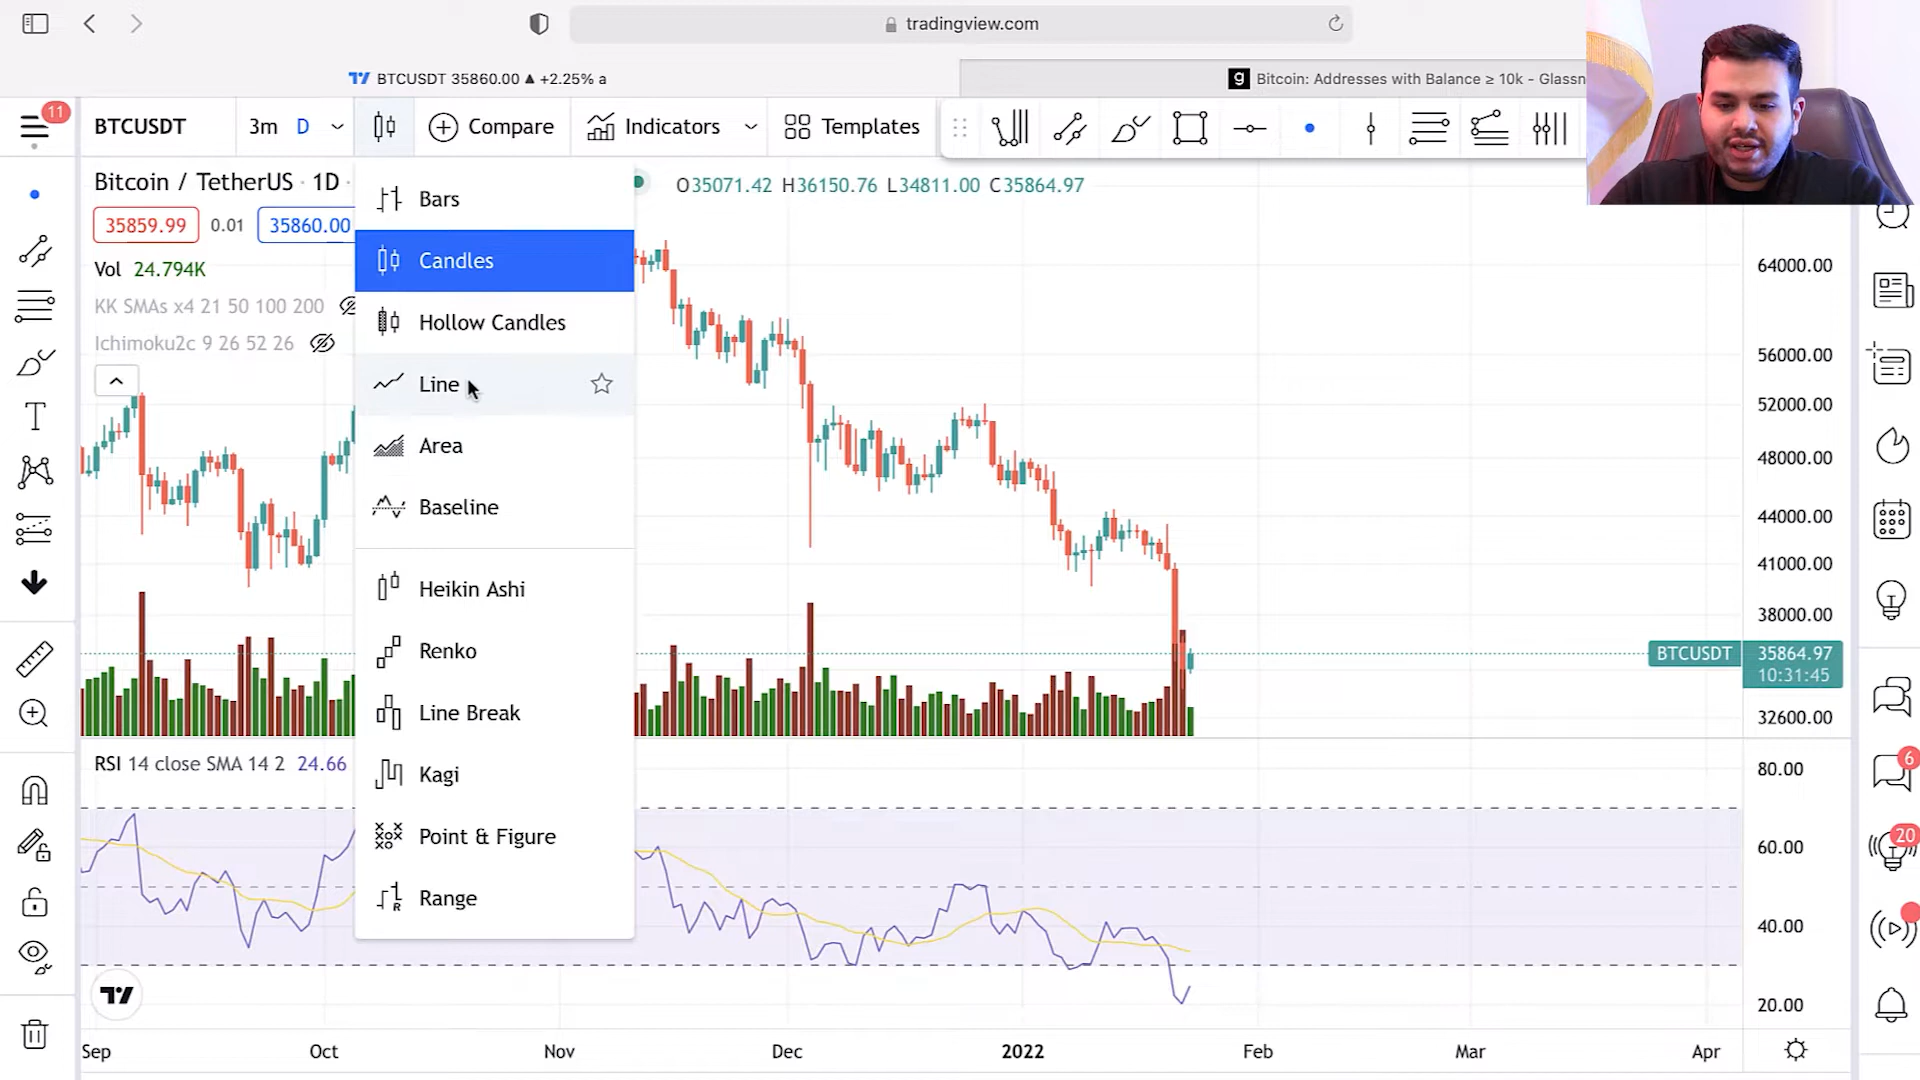 tradingview.com
BTCUSDT 35860.00 ▲ +2.25% a
g Bitcoin: Addresses with Balance ≥ 10k - Glassn
11
BTCUSDT 3m D Compare Indicators Templates
Bitcoin / TetherUS · 1D ·
O35071.42 H36150.76 L34811.00 C35864.97
35859.99 0.01 35860.00
Vol 24.794K
KK SMAs x4 21 50 100 200
Ichimoku2c 9 26 52 26
Bars
Candles
Hollow Candles
Line
Area
Baseline
Heikin Ashi
Renko
Line Break
Kagi
Point & Figure
Range
64000.00
56000.00
52000.00
48000.00
44000.00
41000.00
38000.00
BTCUSDT 35864.97
10:31:45
32600.00
RSI 14 close SMA 14 2 24.66
80.00
60.00
40.00
20.00
6
20
Sep Oct Nov Dec 2022 Feb Mar Apr